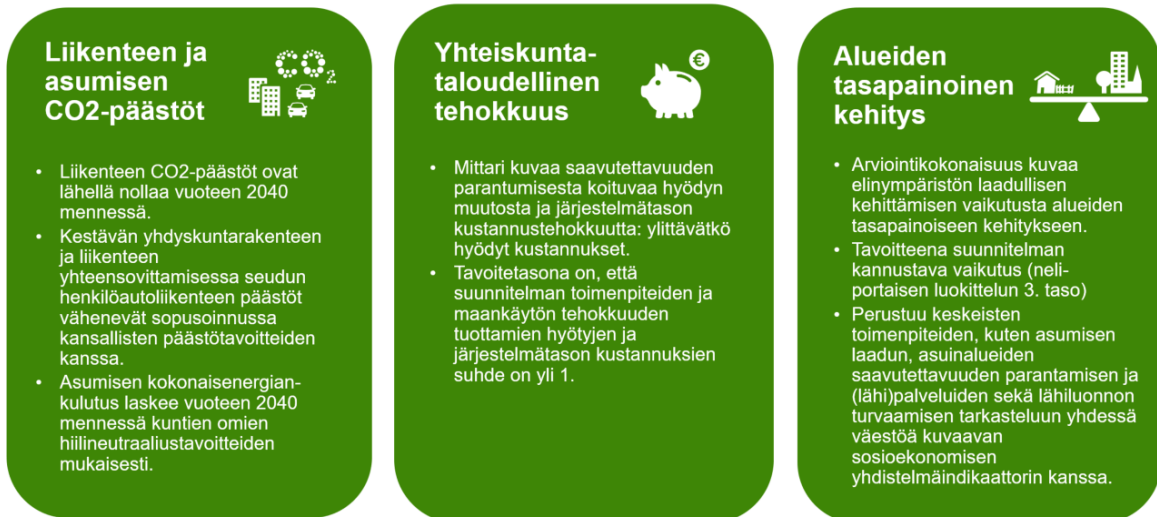 Liikenteen ja
asumisen
CO2-päästöt
CO2
• Liikenteen CO2-päästöt ovat
lähellä nollaa vuoteen 2040
mennessä.
• Kestävän yhdyskuntarakenteen
ja liikenteen
yhteensovittamisessa seudun
henkilöautoliikenteen päästöt
vähenevät sopusoinnussa
kansallisten päästötavoitteiden
kanssa.
• Asumisen kokonaisenergian-
kulutus laskee vuoteen 2040
mennessä kuntien omien
hiilineutraaliustavoitteiden
mukaisesti.
Yhteiskunta-
taloudellinen
tehokkuus
€
• Mittari kuvaa saavutettavuuden
parantumisesta koituvaa hyödyn
muutosta ja järjestelmätason
kustannustehokkuutta: ylittävätkö
hyödyt kustannukset.
• Tavoitetasona on, että
suunnitelman toimenpiteiden ja
maankäytön tehokkuuden
tuottamien hyötyjen ja
järjestelmätason kustannuksien
suhde on yli 1.
Alueiden
tasapainoinen
kehitys
• Arviointikokonaisuus kuvaa
elinympäristön laadullisen
kehittämisen vaikutusta alueiden
tasapainoiseen kehitykseen.
• Tavoitteena suunnitelman
kannustava vaikutus (neli-
portaisen luokittelun 3. taso)
• Perustuu keskeisten
toimenpiteiden, kuten asumisen
laadun, asuinalueiden
saavutettavuuden parantamisen ja
(lähi)palveluiden sekä lähiluonnon
turvaamisen tarkasteluun yhdessä
väestöä kuvaavan
sosioekonomisen
yhdistelmäindikaattorin kanssa.